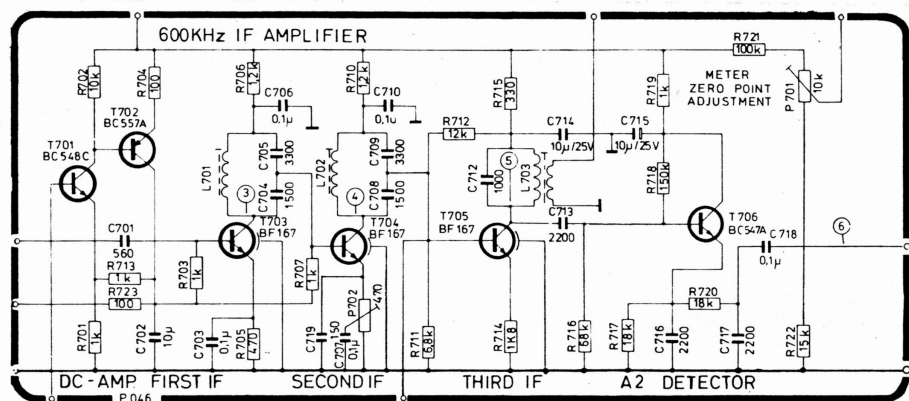 600KHz IF AMPLIFIER
R702
10k
R704
100
R706
1,2k
R710
1,2k
R715
330
R719
1k
R721
100k
METER
ZERO POINT
ADJUSTMENT
P701
10k
T701
BC548C
T702
BC557A
C706
0.1µ
C710
0,1u
R712
12k
C714
10µ/25V
C715
10µ/25V
L701
C705
3300
C704
1500
L702
C709
3300
C708
1500
C712
1000
L703
R718
150k
3
4
5
6
T703
BF167
T704
BF167
T705
BF167
C713
2200
T706
BC547A
C718
0,1µ
C701
560
R713
1k
R723
100
R703
1k
R707
1k
P702
470
R720
18k
R701
1k
C702
10µ
C703
0,1µ
R705
470
C719
150
C707
0,1µ
R711
6,8k
R714
1K8
R716
68k
R717
18k
C716
2200
C717
2200
R722
15k
DC-AMP. FIRST IF
SECOND IF
THIRD IF
A2 DETECTOR
P.046